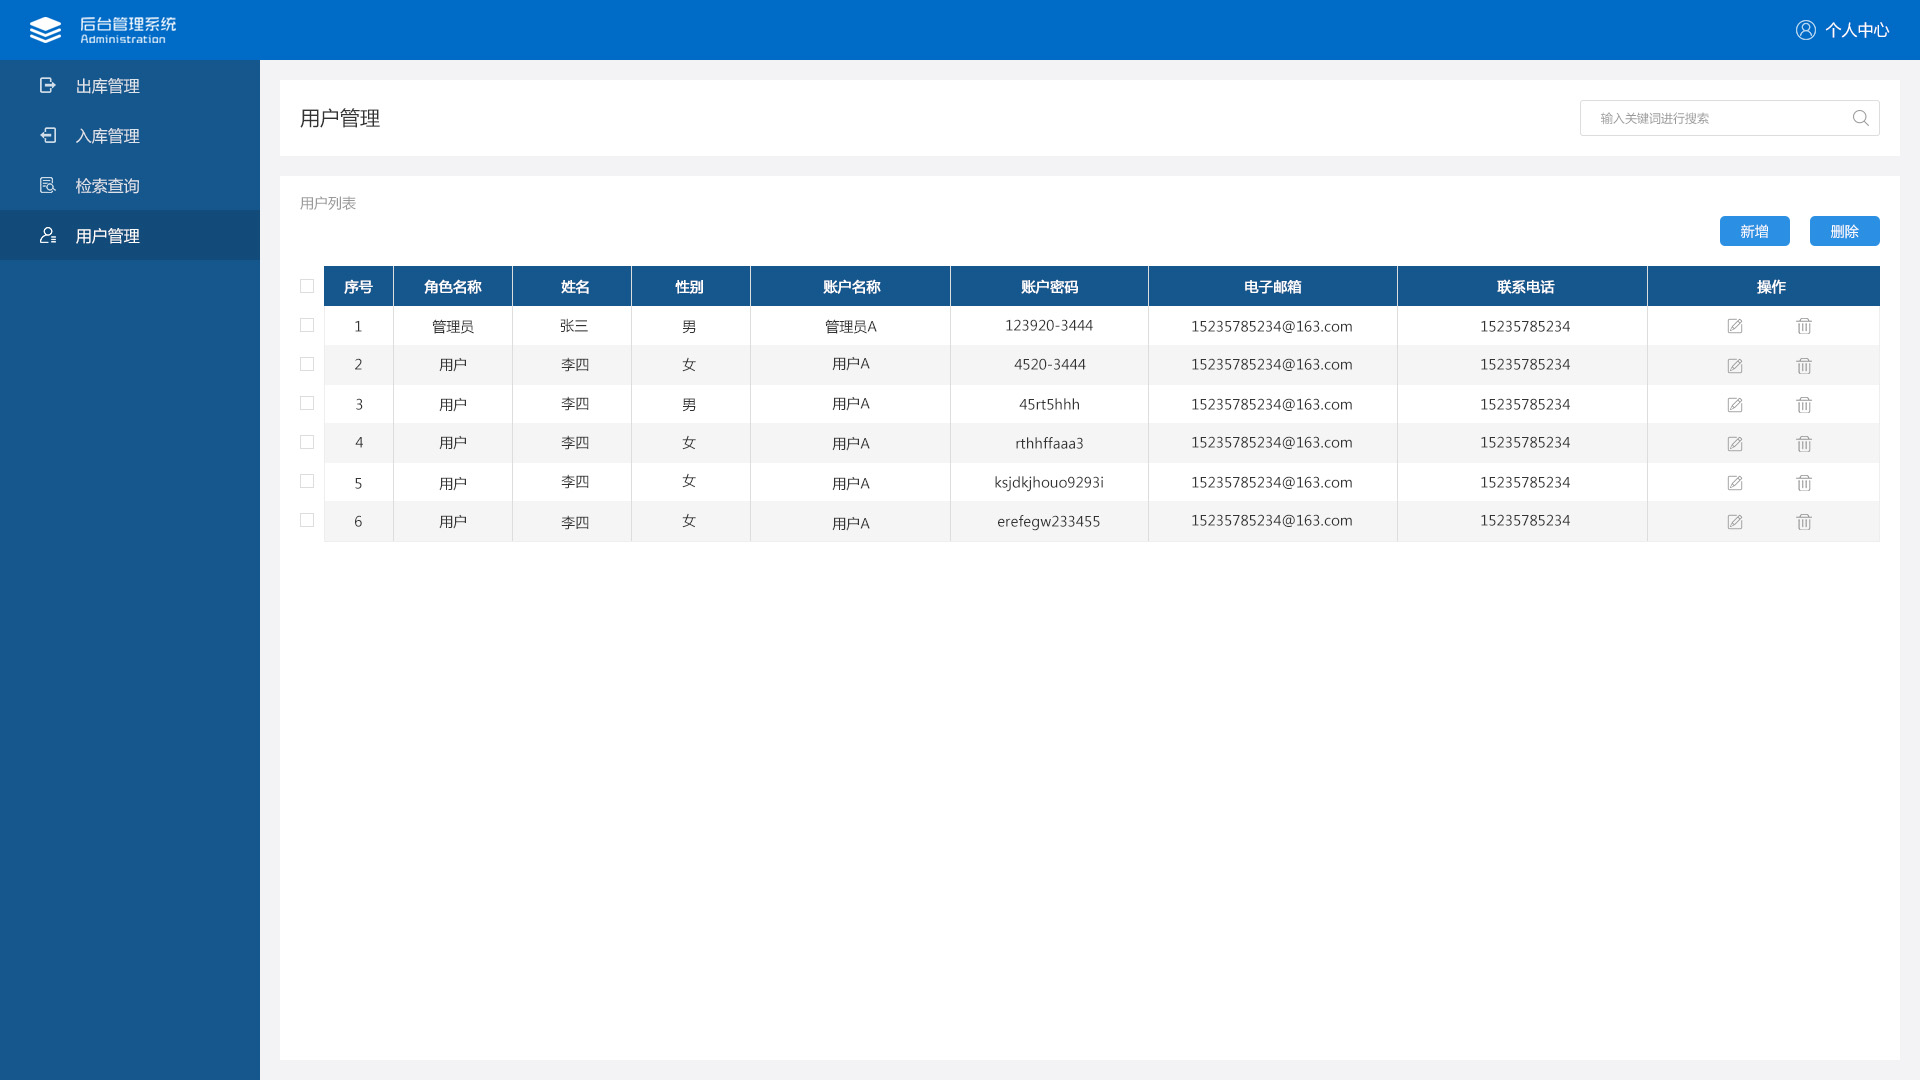 后台管理系统
Administration
个人中心
出库管理
入库管理
检索查询
用户管理
用户管理
输入关键词进行搜索
用户列表
新增 删除
序号 角色名称 姓名 性别 账户名称 账户密码 电子邮箱 联系电话 操作
1 管理员 张三 男 管理员A 123920-3444 15235785234@163.com 15235785234
2 用户 李四 女 用户A 4520-3444 15235785234@163.com 15235785234
3 用户 李四 男 用户A 45rt5hhh 15235785234@163.com 15235785234
4 用户 李四 女 用户A rthhffaaa3 15235785234@163.com 15235785234
5 用户 李四 女 用户A ksjdkjhouo9293i 15235785234@163.com 15235785234
6 用户 李四 女 用户A erefegw233455 15235785234@163.com 15235785234